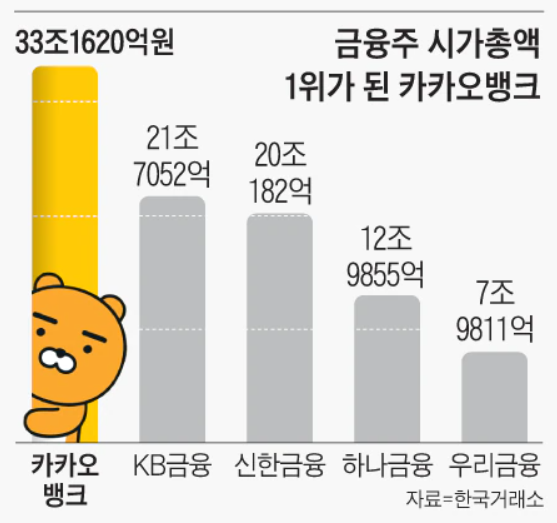 금융주 시가총액
1위가 된 카카오뱅크
33조1620억원
21조
7052억
20조
182억
12조
9855억
7조
9811억
카카오
뱅크
KB금융
신한금융
하나금융
우리금융
자료=한국거래소